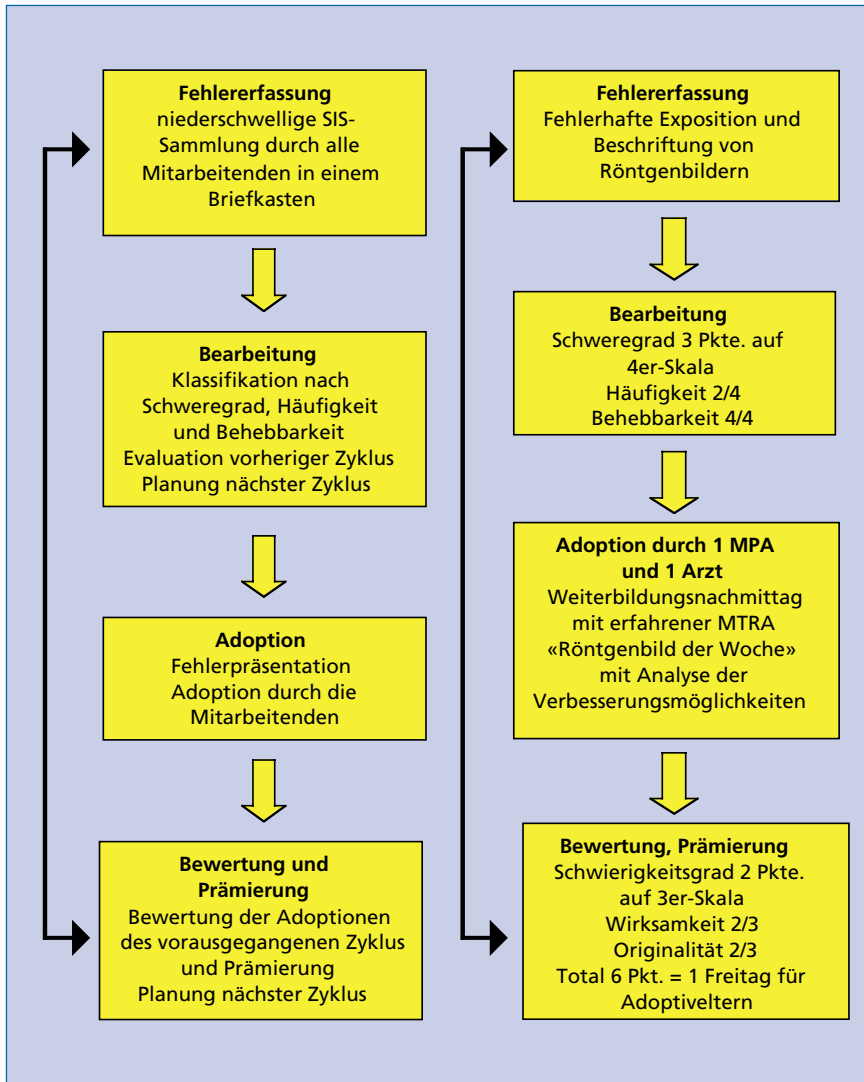 Fehlererfassung
niederschwellige SIS-
Sammlung durch alle
Mitarbeitenden in einem
Briefkasten
Bearbeitung
Klassifikation nach
Schweregrad, Häufigkeit
und Behebbarkeit
Evaluation vorheriger Zyklus
Planung nächster Zyklus
Adoption
Fehlerpräsentation
Adoption durch die
Mitarbeitenden
Bewertung und
Prämierung
Bewertung der Adoptionen
des vorausgegangenen Zyklus
und Prämierung
Planung nächster Zyklus
Fehlererfassung
Fehlerhafte Exposition und
Beschriftung von
Röntgenbildern
Bearbeitung
Schweregrad 3 Pkte. auf
4er-Skala
Häufigkeit 2/4
Behebbarkeit 4/4
Adoption durch 1 MPA
und 1 Arzt
Weiterbildungsnachmittag
mit erfahrener MTRA
«Röntgenbild der Woche»
mit Analyse der
Verbesserungsmöglichkeiten
Bewertung, Prämierung
Schwierigkeitsgrad 2 Pkte.
auf 3er-Skala
Wirksamkeit 2/3
Originalität 2/3
Total 6 Pkt. = 1 Freitag für
Adoptiveltern